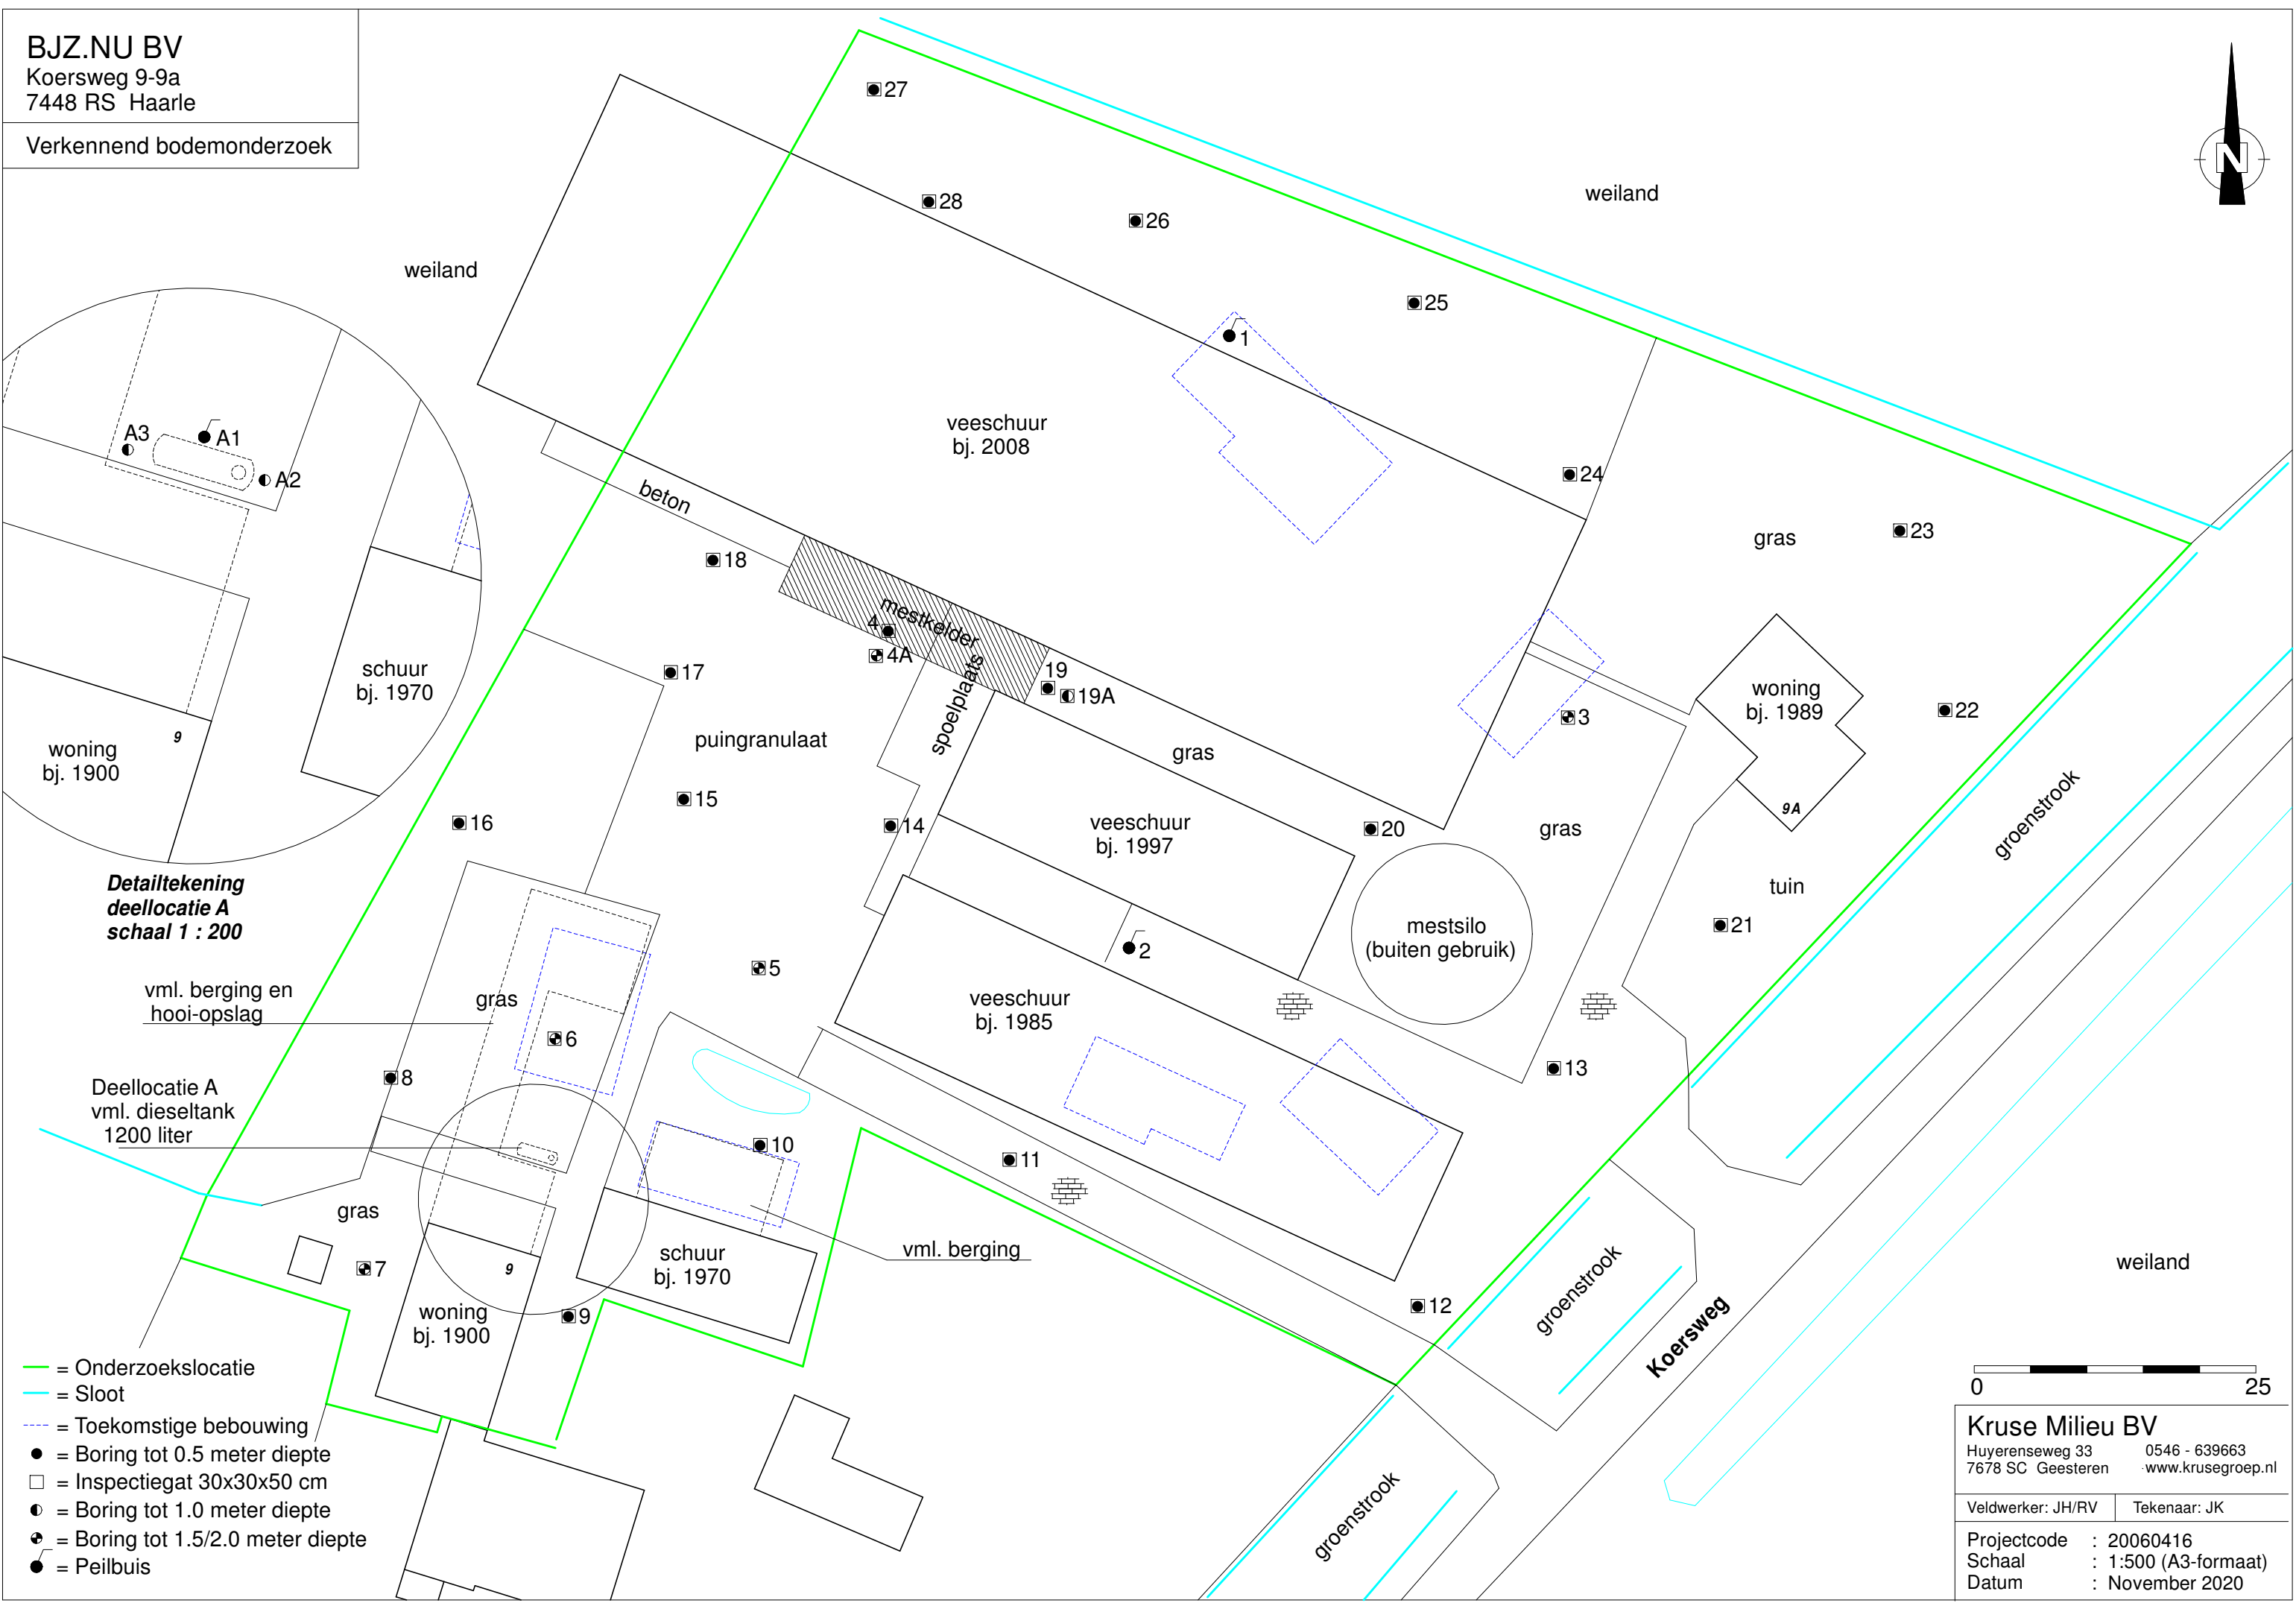 BJZ.NU BV
Koersweg 9-9a
7448 RS Haarle
Verkennend bodemonderzoek
N
27
28
26
weiland
weiland
25
1
veeschuur
bj. 2008
24
beton
gras
23
18
mestkelder
4
4A
spoelplaats
19
19A
17
3
woning
bj. 1989
22
9A
puingranulaat
gras
15
16
14
veeschuur
bj. 1997
20
gras
groenstrook
tuin
21
mestsilo
(buiten gebruik)
2
5
veeschuur
bj. 1985
13
A3
A1
A2
schuur
bj. 1970
9
woning
bj. 1900
Detailtekening
deellocatie A
schaal 1 : 200
vml. berging en
hooi-opslag
gras
6
8
Deellocatie A
vml. dieseltank
1200 liter
10
11
gras
7
vml. berging
schuur
bj. 1970
9
woning
bj. 1900
9
12
groenstrook
Koersweg
weiland
groenstrook
= Onderzoekslocatie
= Sloot
= Toekomstige bebouwing
= Boring tot 0.5 meter diepte
= Inspectiegat 30x30x50 cm
= Boring tot 1.0 meter diepte
= Boring tot 1.5/2.0 meter diepte
= Peilbuis
0 25
Kruse Milieu BV
Huyerenseweg 33 0546 - 639663
7678 SC Geesteren www.krusegroep.nl
Veldwerker: JH/RV Tekenaar: JK
Projectcode : 20060416
Schaal : 1:500 (A3-formaat)
Datum : November 2020